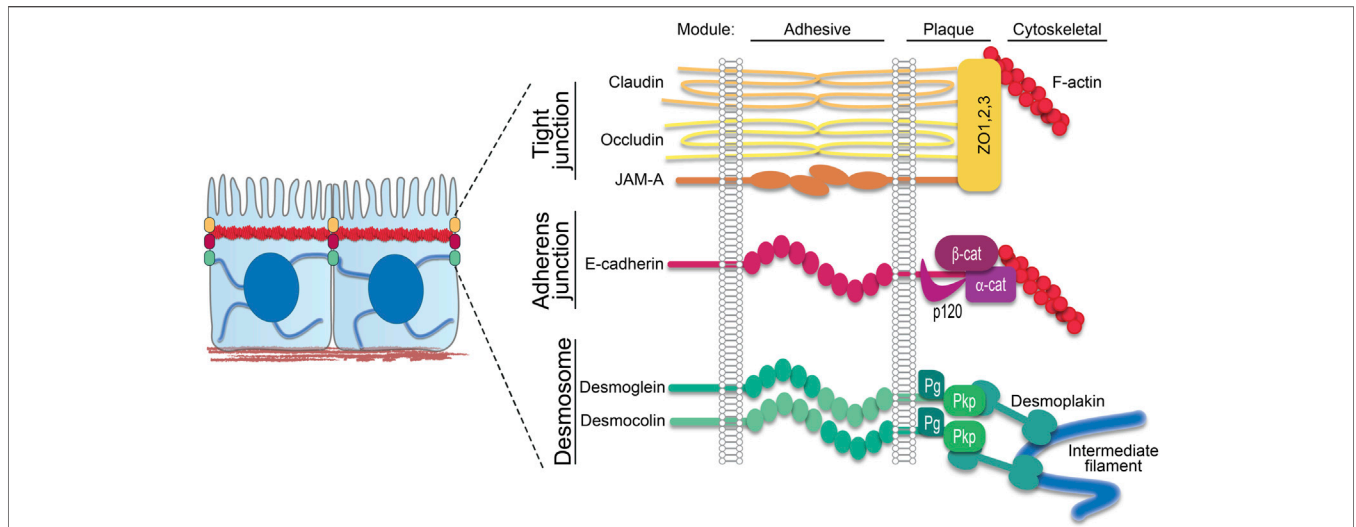 Module: Adhesive Plaque Cytoskeletal
Tight
junction
Claudin
Occludin
JAM-A
ZO1,2,3
F-actin
Adherens
junction
E-cadherin
β-cat
α-cat
p120
Desmosome
Desmoglein
Desmocolin
Pg
Pkp
Pg
Pkp
Desmoplakin
Intermediate
filament